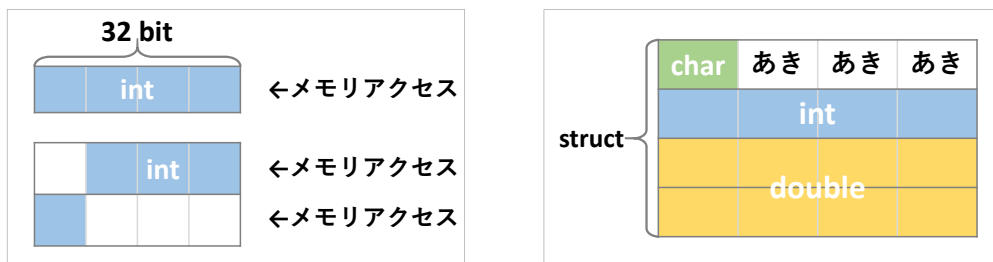 32 bit
int
←メモリアクセス
int
←メモリアクセス
←メモリアクセス
struct
char あき あき あき
int
double